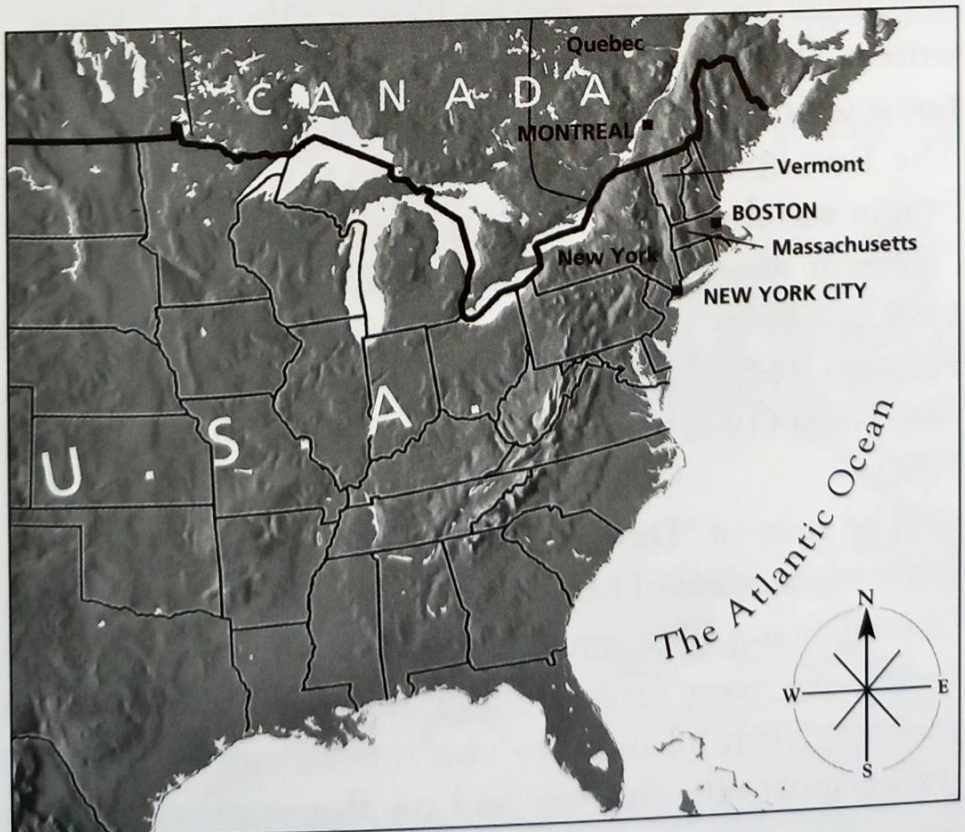 Quebec
CANADA
MONTREAL
Vermont
BOSTON
Massachusetts
New York
NEW YORK CITY
U.S.A.
The Atlantic Ocean
N
W E
S